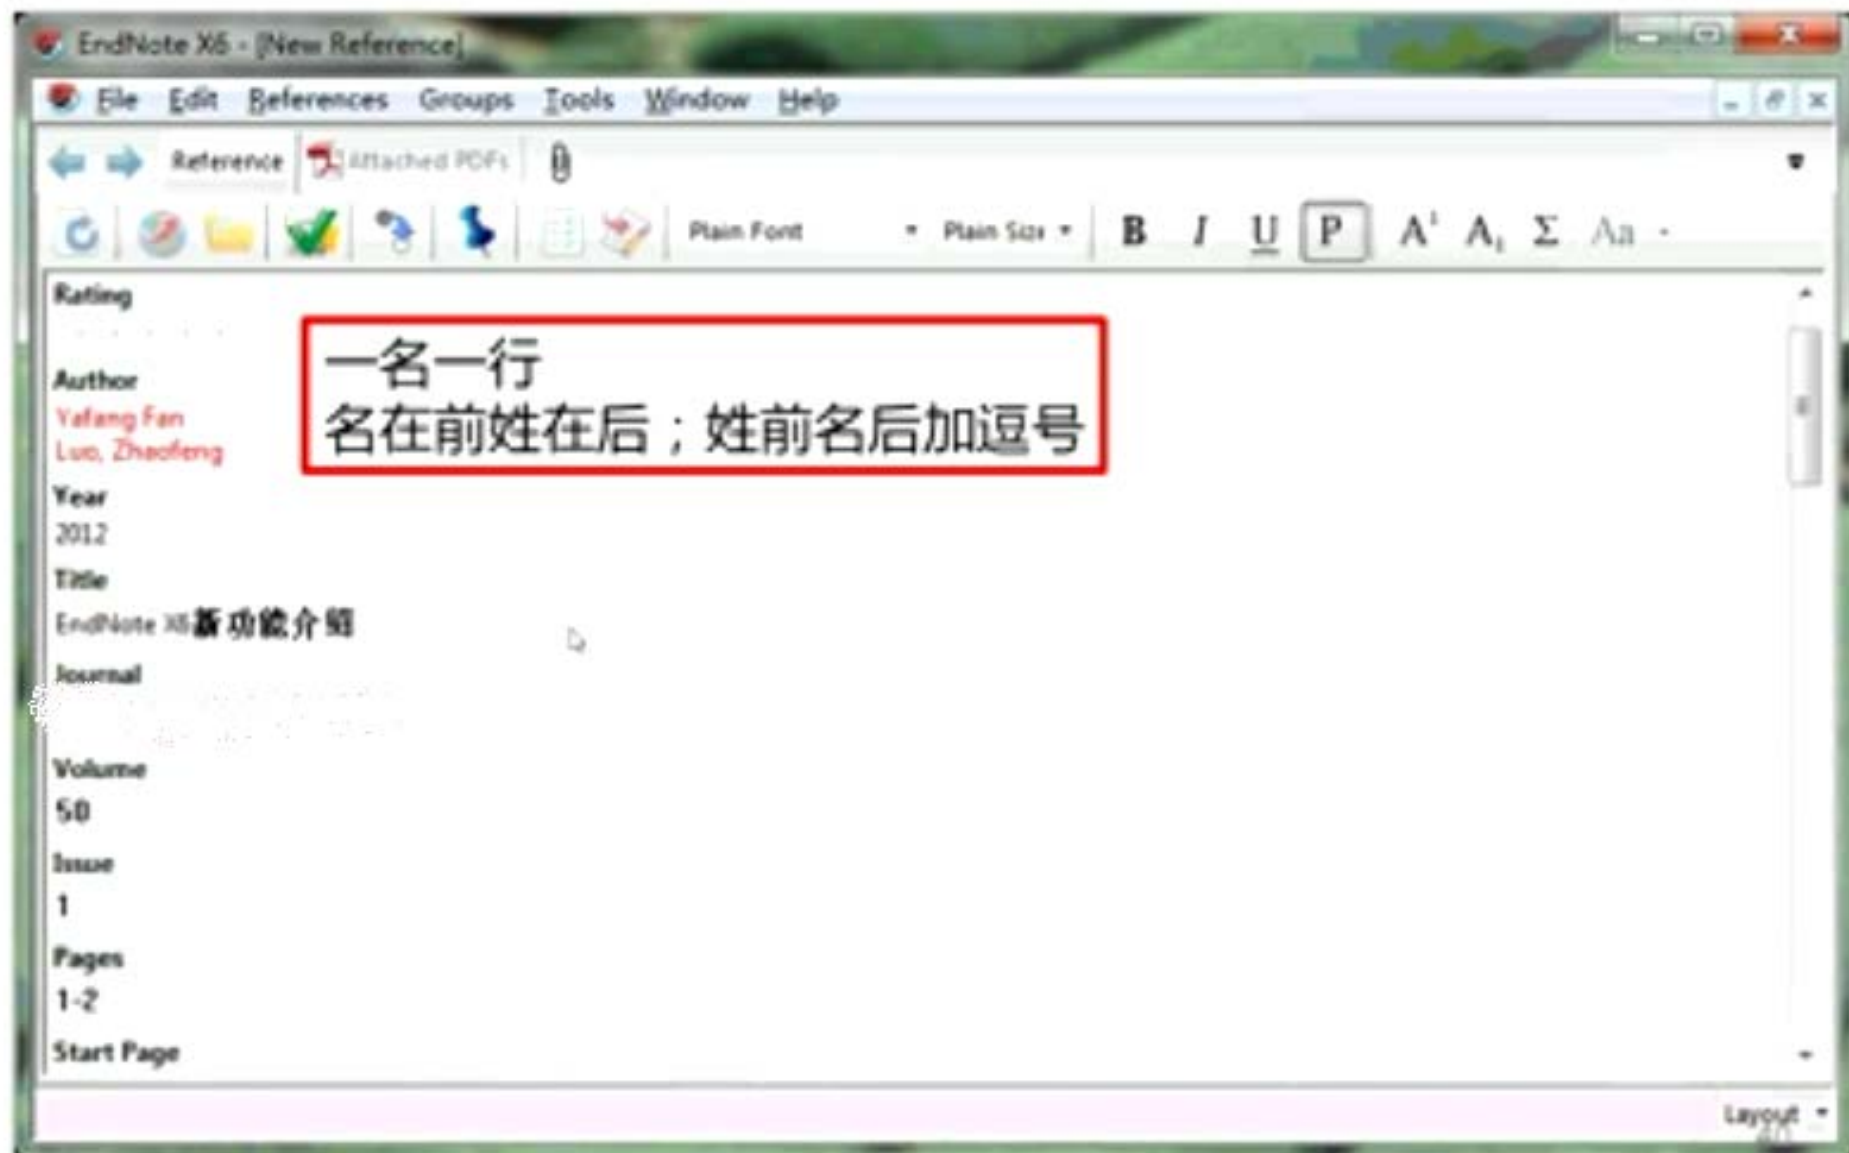 EndNote X6 - [New Reference]
File Edit References Groups Tools Window Help
Reference Attached PDFs
Plain Font Plain Size B I U P A¹ A₁ Σ Aa
Rating
一名一行
名在前姓在后；姓前名后加逗号
Author
Yafang Fan
Luo, Zhaofeng
Year
2012
Title
EndNote X6新功能介绍
Journal
Volume
50
Issue
1
Pages
1-2
Start Page
Layout